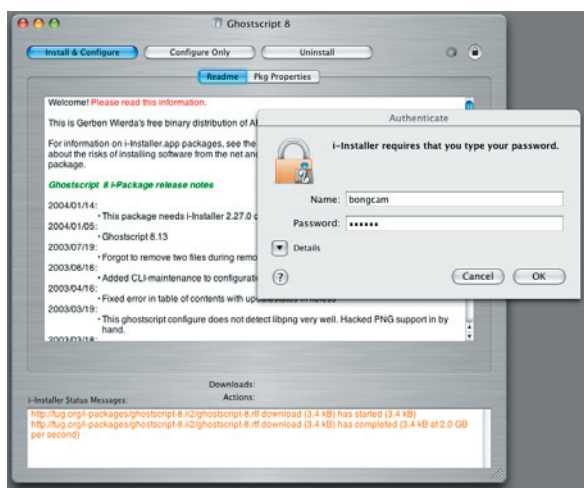 Ghostscript 8
Install & Configure Configure Only Uninstall
Readme Pkg Properties
Welcome! Please read this information.
This is Gerben Wierda's free binary distribution of
For information on i-Installer.app packages, see the
about the risks of installing software from the net and
package.
Ghostscript 8 i-Package release notes
2004/01/14:
• This package needs i-Installer 2.27.0
2004/01/05:
• Ghostscript 8.13
2003/07/19:
• Forgot to remove two files during
2003/06/16:
• Added CLI-maintenance to
2003/04/16:
• Fixed error in table of contents with
2003/03/19:
• This ghostscript configure does not detect libpng very well. Hacked PNG support in by
hand.
2003/03/18:
Authenticate
i-Installer requires that you type your password.
Name: bongcam
Password: ••••••
Details
? Cancel OK
Downloads:
Actions:
i-Installer Status Messages:
http://tug.org/i-packages/ghostscript-8.ii2/ghostscript-8.rtf download (3.4 kB) has started (3.4 kB)
http://tug.org/i-packages/ghostscript-8.ii2/ghostscript-8.rtf download (3.4 kB) has completed (3.4 kB at 2.0 GB
per second)